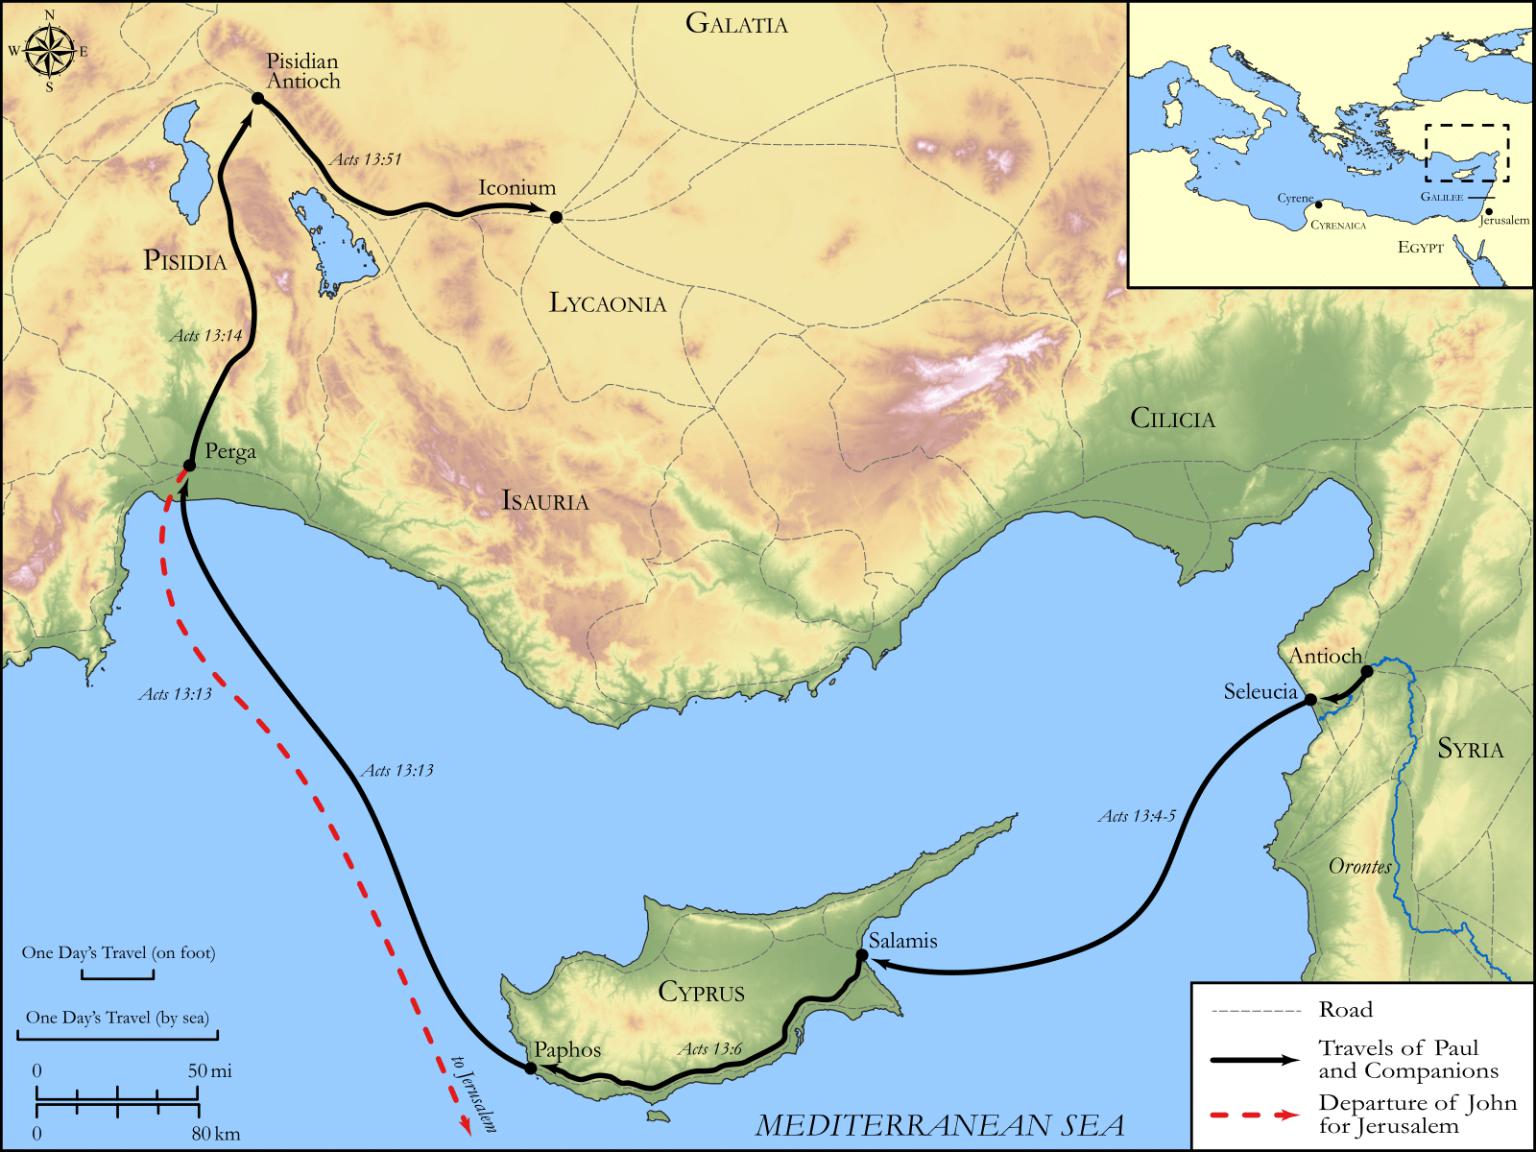 N
W
E
S
GALATIA
Pisidian
Antioch
Acts 13:51
Iconium
PISIDIA
LYCAONIA
Acts 13:14
Cyrene
CYRENAICA
GALILEE
Jerusalem
EGYPT
CILICIA
Perga
ISAURIA
Antioch
Seleucia
Acts 13:13
SYRIA
Acts 13:13
Acts 13:4-5
Orontes
Salamis
CYPRUS
Paphos
Acts 13:6
to Jerusalem
MEDITERRANEAN SEA
One Day's Travel (on foot)
One Day's Travel (by sea)
0 50 mi
0 80 km
Road
Travels of Paul
and Companions
Departure of John
for Jerusalem